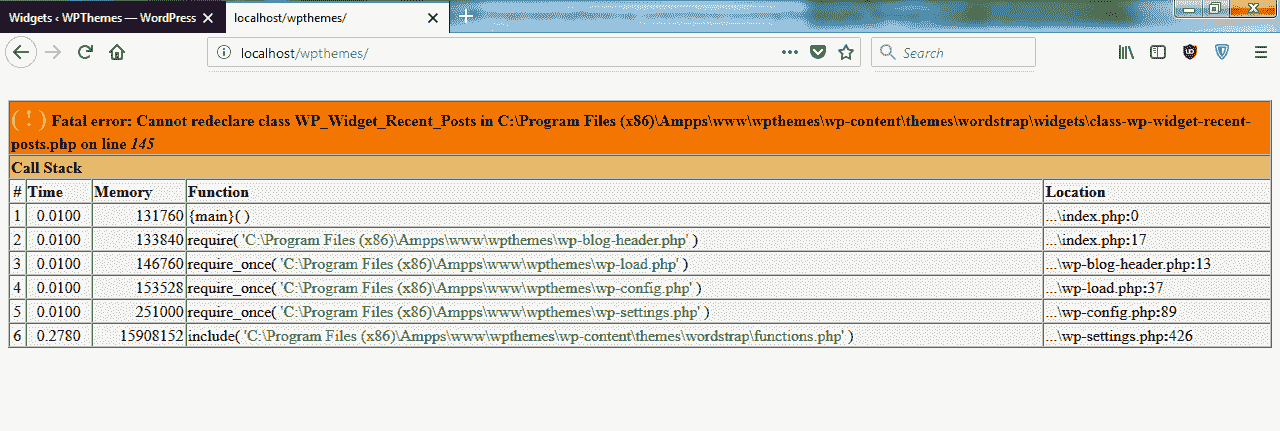 Widgets ‹ WPThemes — WordPress
localhost/wpthemes/
localhost/wpthemes/
Search
( ! ) Fatal error: Cannot redeclare class WP_Widget_Recent_Posts in C:\Program Files (x86)\Ampps\www\wpthemes\wp-content\themes\wordstrap\widgets\class-wp-widget-recent-
posts.php on line 145
Call Stack
# Time Memory Function Location
1 0.0100 131760 {main}( ) ...\index.php:0
2 0.0100 133840 require( 'C:\Program Files (x86)\Ampps\www\wpthemes\wp-blog-header.php' ) ...\index.php:17
3 0.0100 146760 require_once( 'C:\Program Files (x86)\Ampps\www\wpthemes\wp-load.php' ) ...\wp-blog-header.php:13
4 0.0100 153528 require_once( 'C:\Program Files (x86)\Ampps\www\wpthemes\wp-config.php' ) ...\wp-load.php:37
5 0.0100 251000 require_once( 'C:\Program Files (x86)\Ampps\www\wpthemes\wp-settings.php' ) ...\wp-config.php:89
6 0.2780 15908152 include( 'C:\Program Files (x86)\Ampps\www\wpthemes\wp-content\themes\wordstrap\functions.php' ) ...\wp-settings.php:426